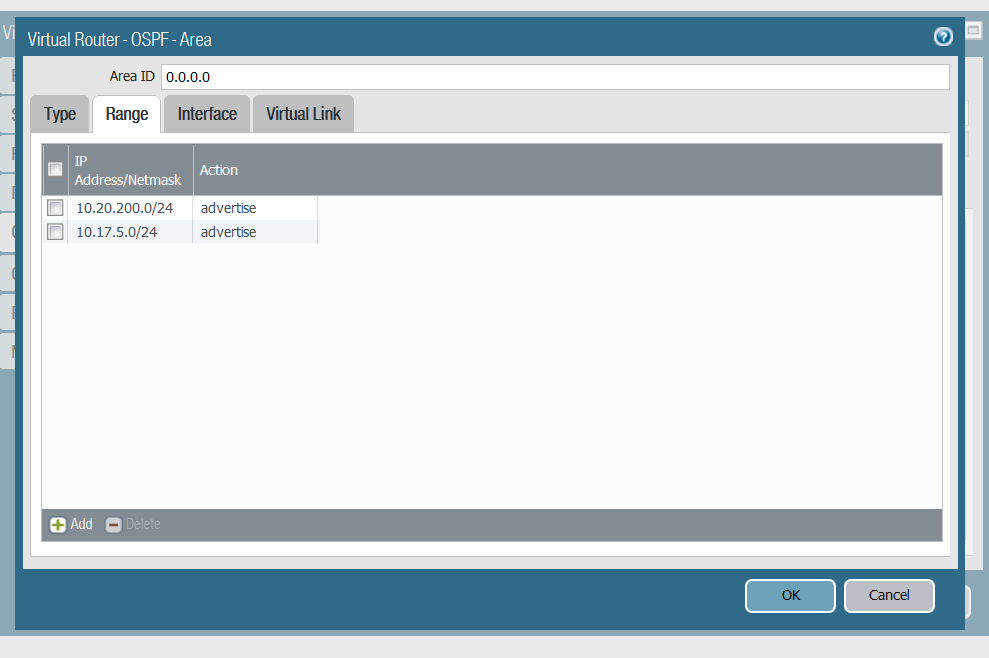 Virtual Router - OSPF - Area
Area ID 0.0.0.0
Type Range Interface Virtual Link
IP
Address/Netmask Action
10.20.200.0/24 advertise
10.17.5.0/24 advertise
Add Delete
OK Cancel